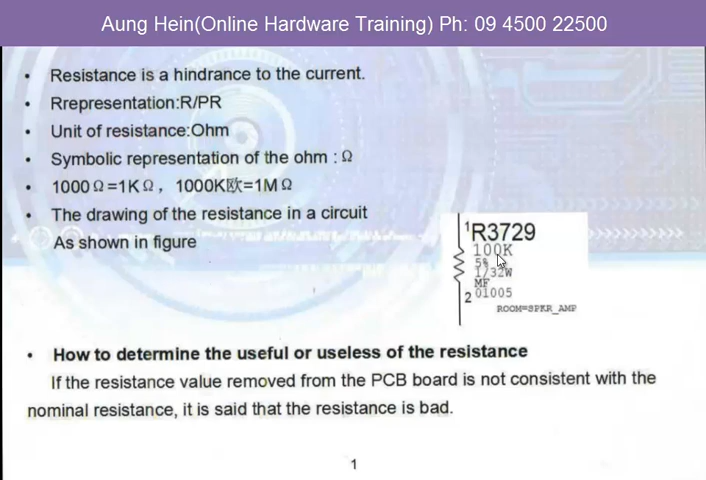 Aung Hein(Online Hardware Training) Ph: 09 4500 22500
• Resistance is a hindrance to the current.
• Rrepresentation:R/PR
• Unit of resistance:Ohm
• Symbolic representation of the ohm : Ω
• 1000Ω=1KΩ, 1000K欧=1MΩ
• The drawing of the resistance in a circuit
As shown in figure
1R3729
100K
5%
1/32W
MF
2 01005
ROOM=SPKR_AMP
• How to determine the useful or useless of the resistance
If the resistance value removed from the PCB board is not consistent with the
nominal resistance, it is said that the resistance is bad.
1